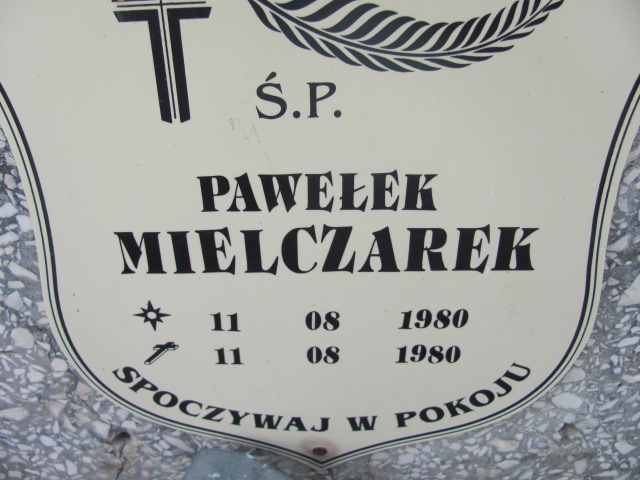 Ś.P.
PAWEŁEK
MIELCZAREK
11 08 1980
11 08 1980
SPOCZYWAJ W POKOJU